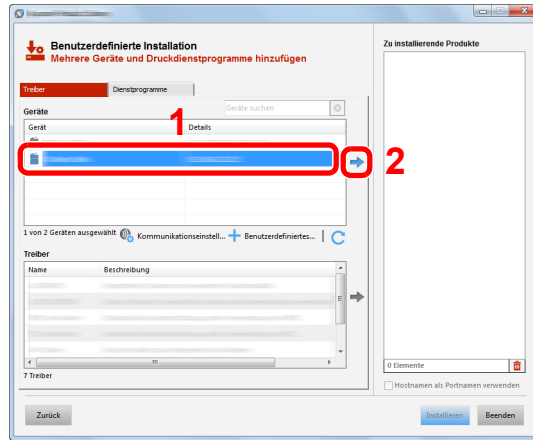 Benutzerdefinierte Installation
Mehrere Geräte und Druckdienstprogramme hinzufügen
Treiber
Dienstprogramme
Geräte
Geräte suchen
1
Gerät Details
2
1 von 2 Geräten ausgewählt Kommunikationseinstell... Benutzerdefiniertes...
Treiber
Name Beschreibung
7 Treiber
Zu installierende Produkte
0 Elemente
Hostnamen als Portnamen verwenden
Zurück
Installieren
Beenden